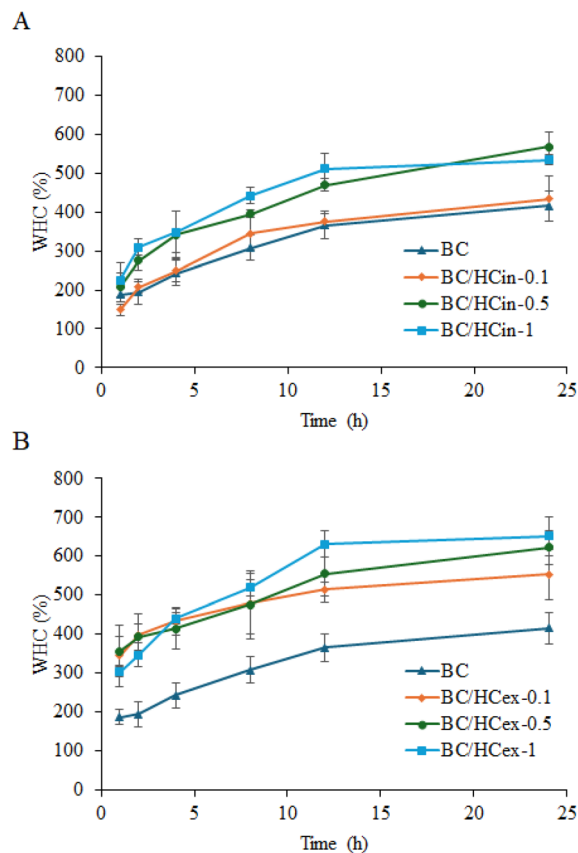 A
800
700
600
500
400
300
200
100
0
WHC (%)
BC
BC/HCin-0.1
BC/HCin-0.5
BC/HCin-1
0 5 10 15 20 25
Time (h)
B
800
700
600
500
400
300
200
100
0
WHC (%)
BC
BC/HCex-0.1
BC/HCex-0.5
BC/HCex-1
0 5 10 15 20 25
Time (h)